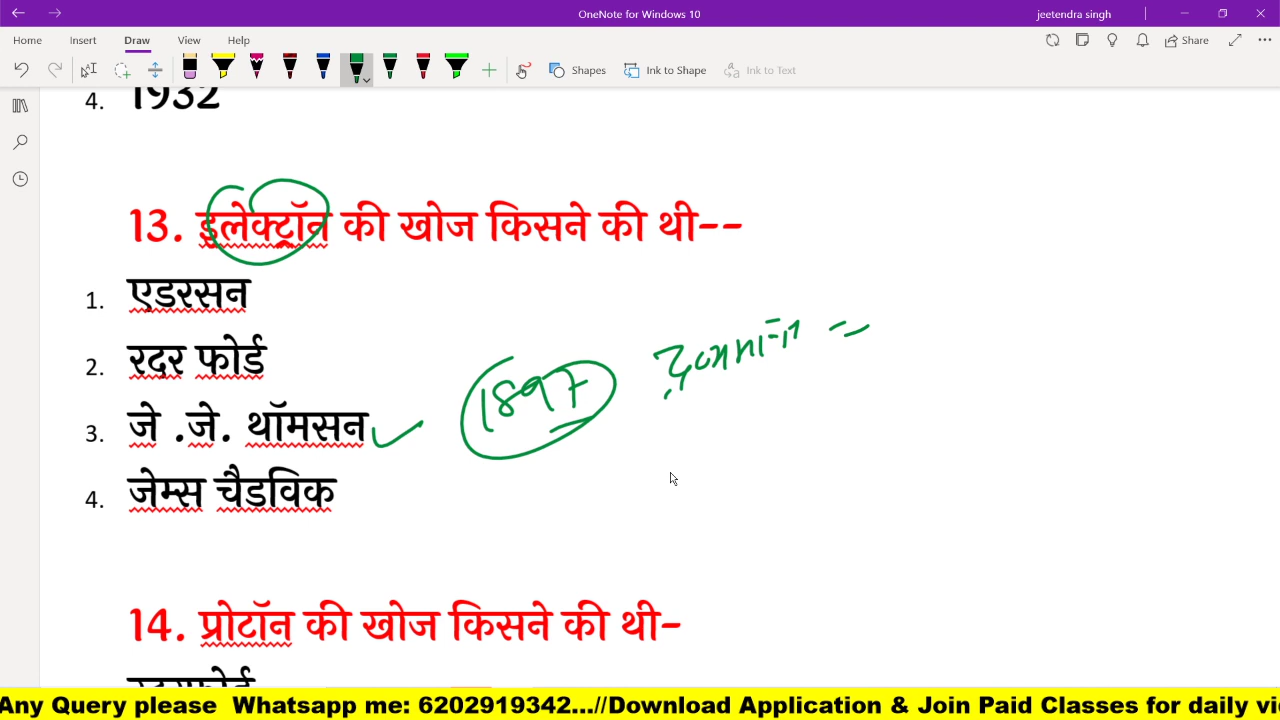 OneNote for Windows 10
jeetendra singh
Home Insert Draw View Help
Share
Shapes
Ink to Shape
Ink to Text
4. 1932
13. इलेक्ट्रॉन की खोज किसने की थी--
1. एडरसन
2. रदर फोर्ड
3. जे .जे. थॉमसन
1897
4. जेम्स चैडविक
14. प्रोटॉन की खोज किसने की थी-
Any Query please Whatsapp me: 6202919342...//Download Application & Join Paid Classes for daily vi